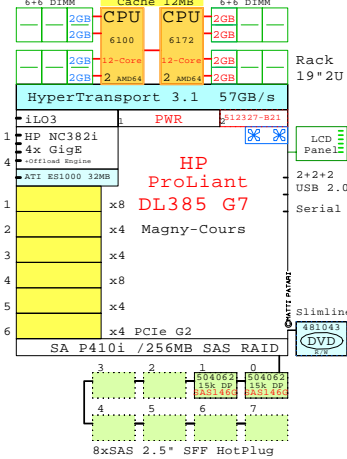 6+6 DIMM Cache 12MB 6+6 DIMM
2GB CPU CPU 2GB
2GB 6100 6172 2GB
2GB 12-Core 12-Core 2GB
2GB 2 AMD64 2 AMD64 2GB
Rack
19"2U
HyperTransport 3.1 57GB/s
iLO3 1 PWR 2 512327-B21
1 HP NC382i
4x GigE
4 +Offload Engine
ATI ES1000 32MB
LCD
Panel
HP
ProLiant
DL385 G7
Magny-Cours
2+2+2
USB 2.0
Serial
1 x8
2 x4
3 x4
4 x8
5 x4
6 x4 PCIe G2
MATTI PATARI
Slimline
481043
DVD
R/W
SA P410i /256MB SAS RAID
3 2 1 0
504062 504062
15k DP 15k DP
SAS146G SAS146G
4 5 6 7
8xSAS 2.5" SFF HotPlug